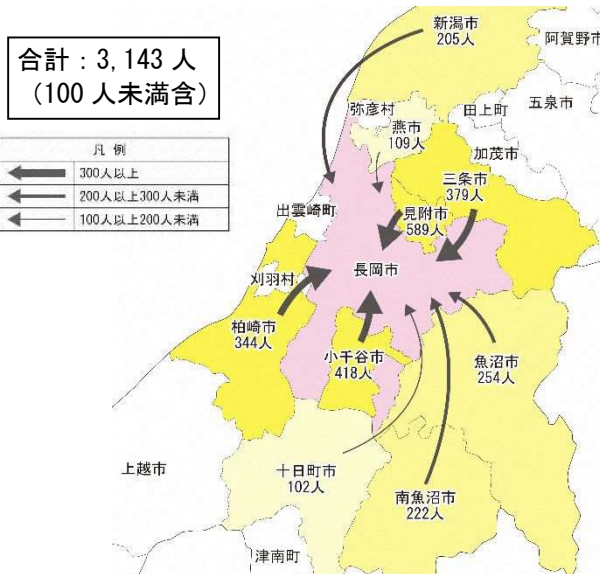 合計：3,143 人
（100 人未満含）
凡 例
300人以上
200人以上300人未満
100人以上200人未満
新潟市
205人
阿賀野市
弥彦村
田上町
五泉市
燕市
109人
加茂市
三条市
379人
出雲崎町
見附市
589人
長岡市
刈羽村
柏崎市
344人
小千谷市
418人
魚沼市
254人
上越市
十日町市
102人
南魚沼市
222人
津南町